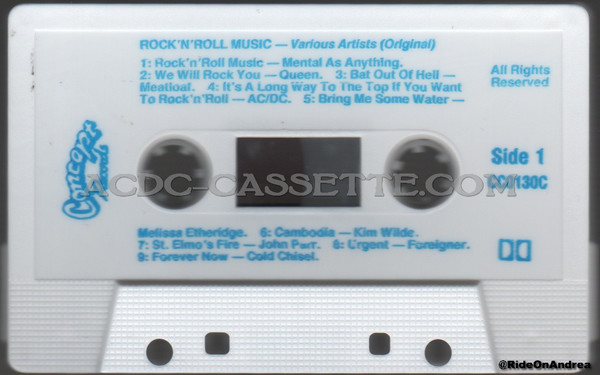 ROCK'N'ROLL MUSIC — Various Artists (Original)
1: Rock'n'Roll Music — Mental As Anything.
2: We Will Rock You — Queen. 3: Bat Out Of Hell —
Meatloaf. 4: It's A Long Way To The Top If You Want
To Rock'n'Roll — AC/DC. 5: Bring Me Some Water —
All Rights
Reserved
Concept
Records
Side 1
CC0130C
ACDC-CASSETTE.COM
Melissa Etheridge. 6: Cambodia — Kim Wilde.
7: St. Elmo's Fire — John Parr. 8: Urgent — Foreigner.
9: Forever Now — Cold Chisel.
@RideOnAndrea